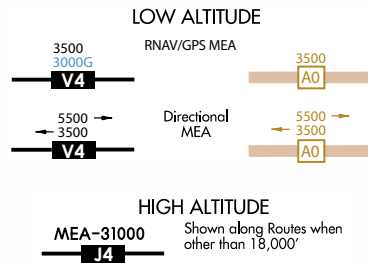 LOW ALTITUDE
RNAV/GPS MEA
3500
3000G
V4
3500
A0
Directional
MEA
5500
3500
V4
5500
3500
A0
HIGH ALTITUDE
MEA-31000
J4
Shown along Routes when
other than 18,000'